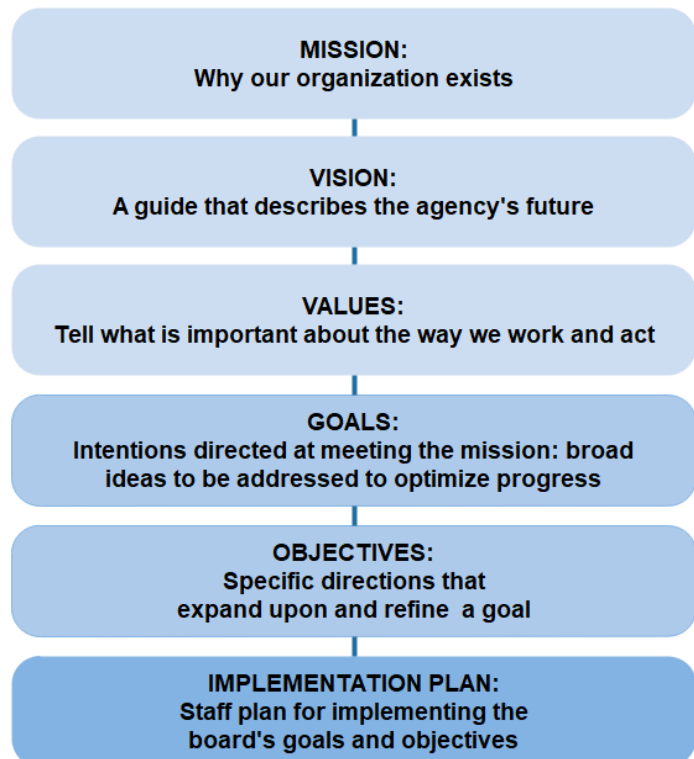 MISSION:
Why our organization exists
VISION:
A guide that describes the agency's future
VALUES:
Tell what is important about the way we work and act
GOALS:
Intentions directed at meeting the mission: broad
ideas to be addressed to optimize progress
OBJECTIVES:
Specific directions that
expand upon and refine  a goal
IMPLEMENTATION PLAN:
Staff plan for implementing the
board's goals and objectives